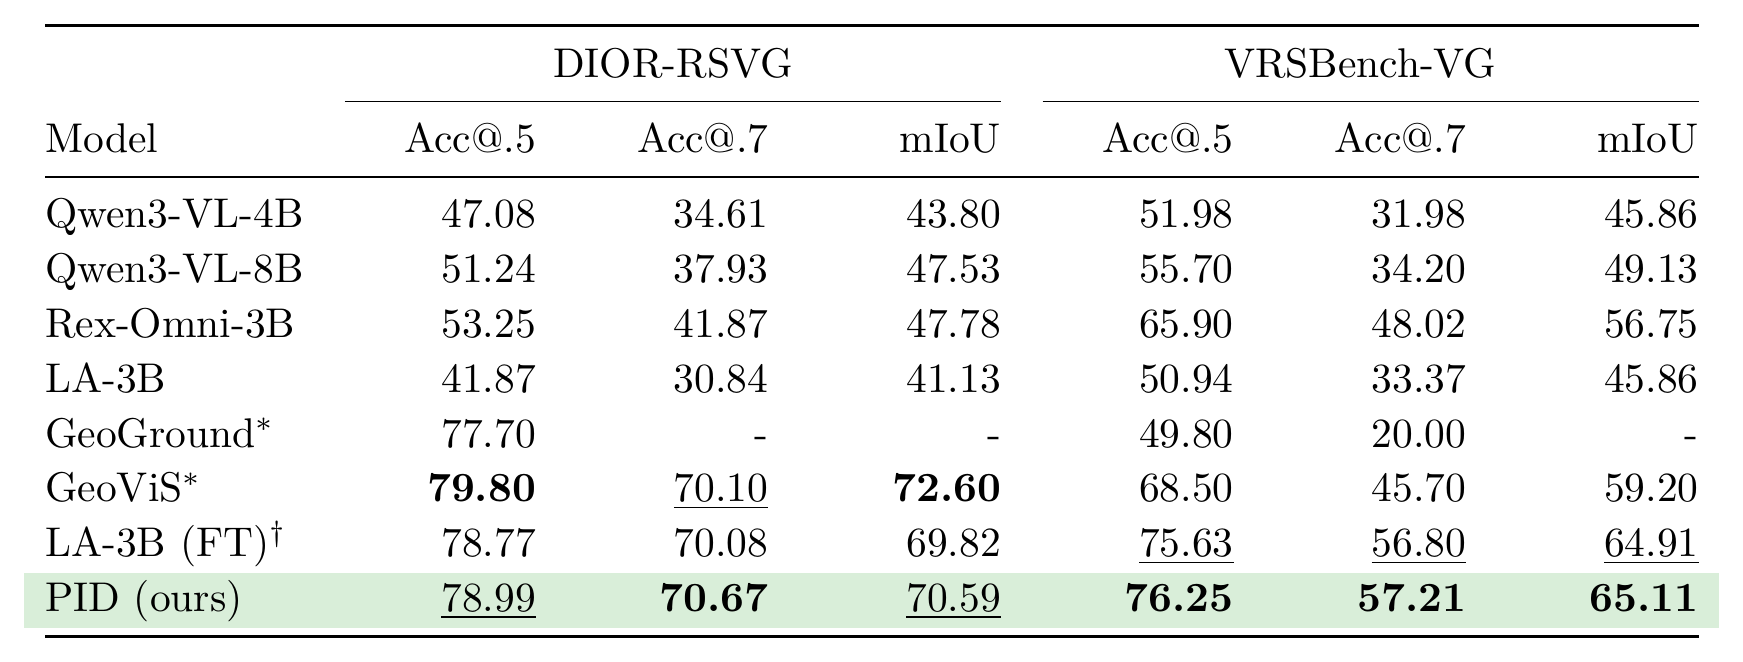 DIOR-RSVG VRSBench-VG
Model Acc@.5 Acc@.7 mIoU Acc@.5 Acc@.7 mIoU
Qwen3-VL-4B 47.08 34.61 43.80 51.98 31.98 45.86
Qwen3-VL-8B 51.24 37.93 47.53 55.70 34.20 49.13
Rex-Omni-3B 53.25 41.87 47.78 65.90 48.02 56.75
LA-3B 41.87 30.84 41.13 50.94 33.37 45.86
GeoGround* 77.70 - - 49.80 20.00 -
GeoViS* 79.80 70.10 72.60 68.50 45.70 59.20
LA-3B (FT)† 78.77 70.08 69.82 75.63 56.80 64.91
PID (ours) 78.99 70.67 70.59 76.25 57.21 65.11